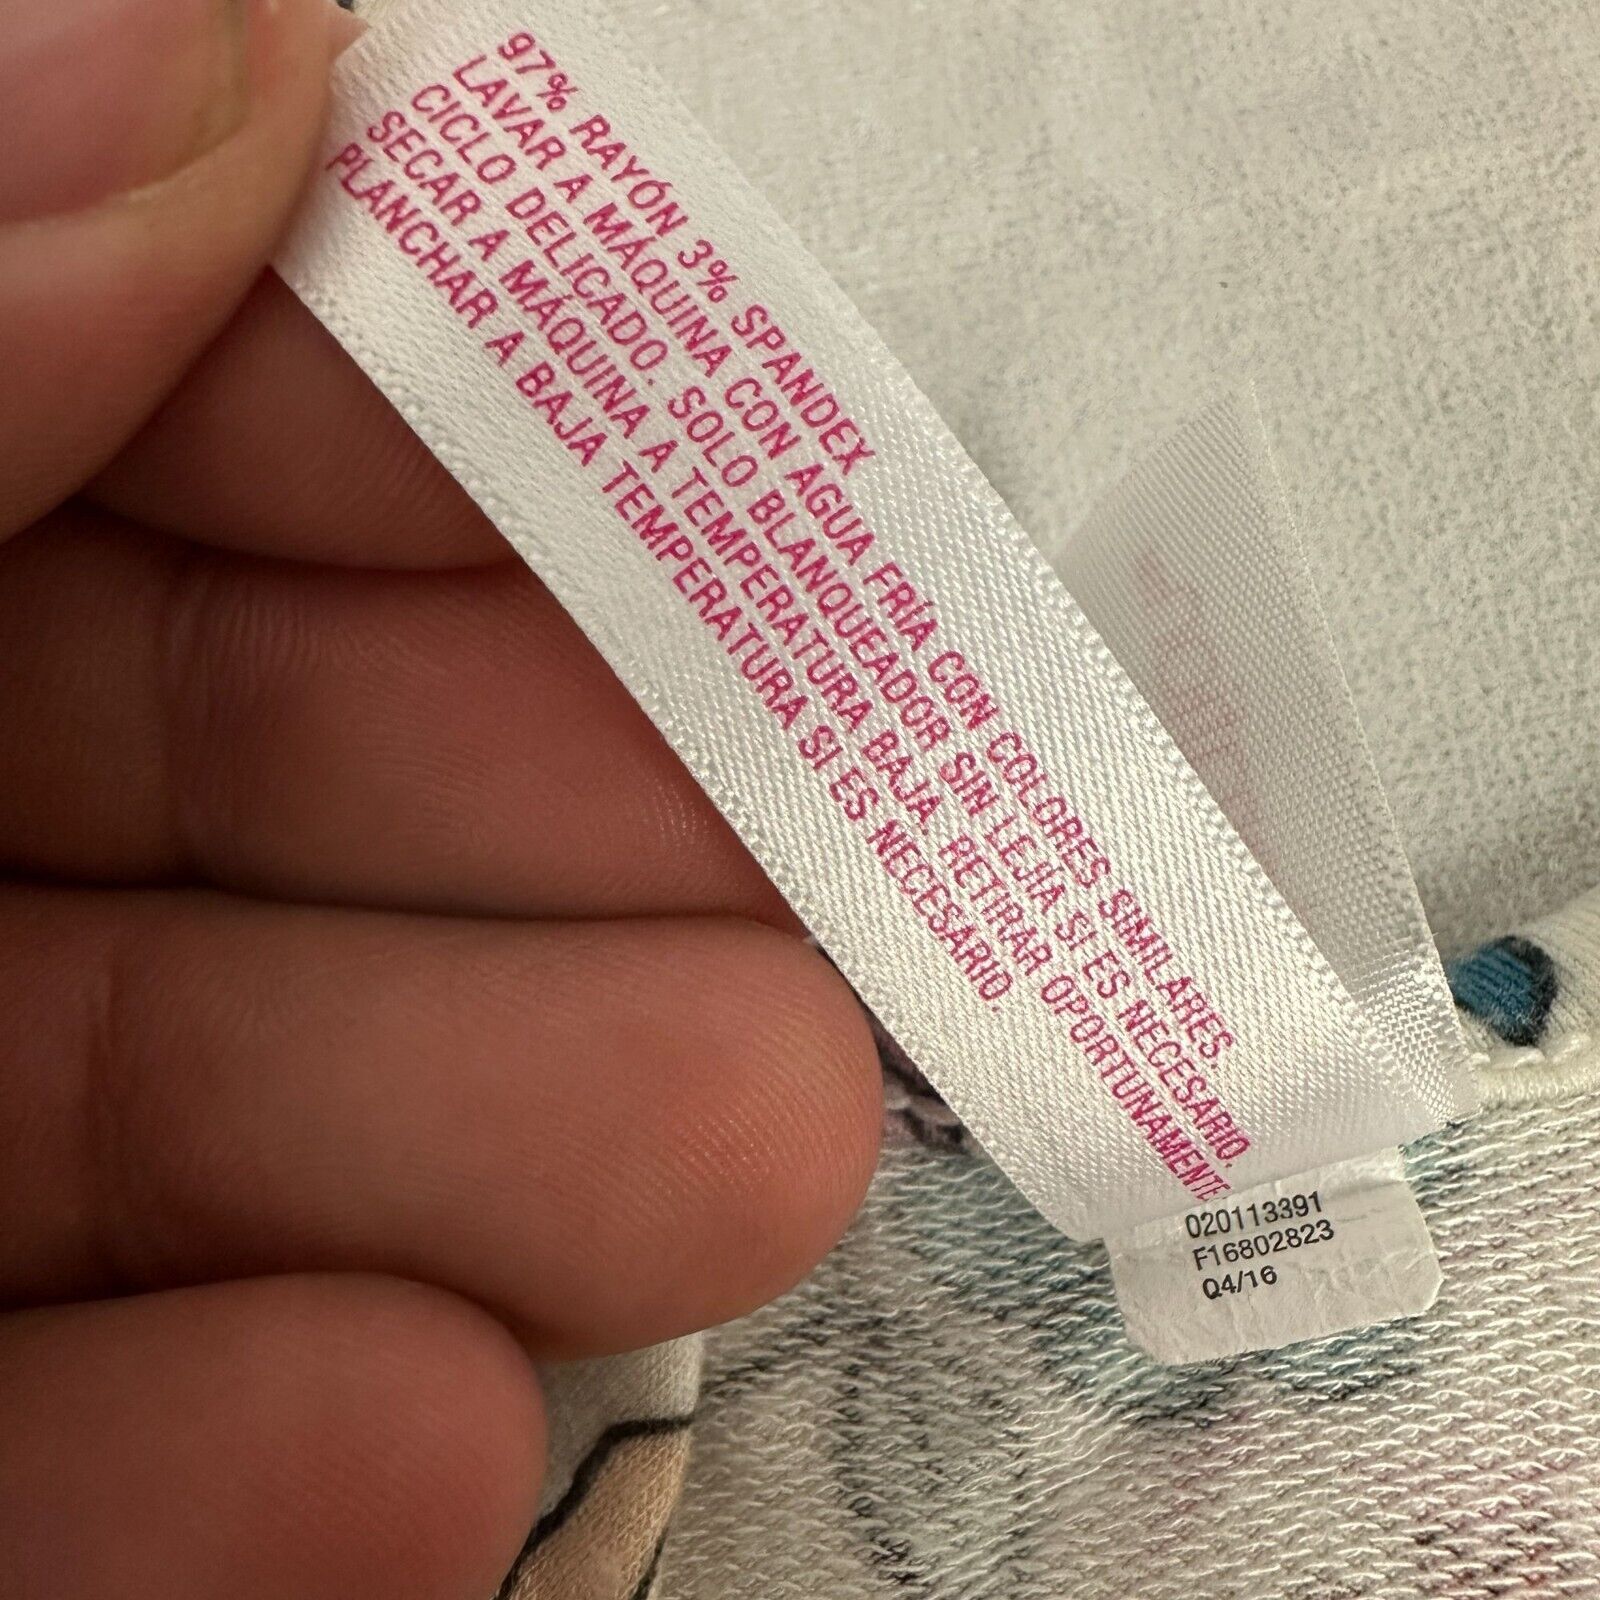 97% RAYÓN 3% SPANDEX
LAVAR A MÁQUINA CON AGUA FRÍA CON COLORES SIMILARES.
CICLO DELICADO. SOLO BLANQUEADOR SIN LEJIA SI ES NECESARIO.
SECAR A MÁQUINA A TEMPERATURA BAJA. RETIRAR OPORTUNAMENTE
PLANCHAR A BAJA TEMPERATURA SI ES NECESARIO.
020113391
F16802823
Q4/16